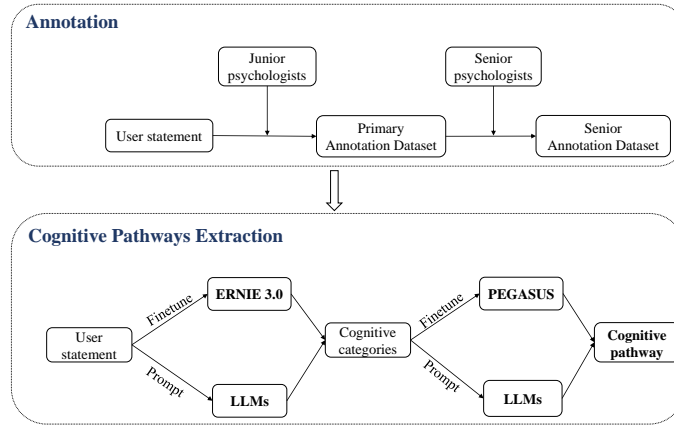 Annotation
Junior
psychologists
Senior
psychologists
User statement
Primary
Annotation Dataset
Senior
Annotation Dataset
Cognitive Pathways Extraction
User
statement
Finetune
ERNIE 3.0
Prompt
LLMs
Cognitive
categories
Finetune
PEGASUS
Prompt
LLMs
Cognitive
pathway